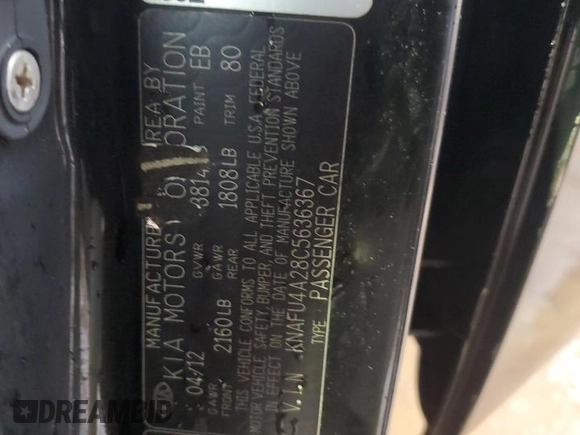 MANUFACTURED KOREA BY
KIA MOTORS CORPORATION
04/12 GVWR 3814 PAINT EB
GAWR FRONT 2160LB GAWR REAR 1808LB TRIM 80
THIS VEHICLE CONFORMS TO ALL APPLICABLE U.S.A. FEDERAL
MOTOR VEHICLE SAFETY, BUMPER, AND THEFT PREVENTION STANDARDS
IN EFFECT ON THE DATE OF MANUFACTURE SHOWN ABOVE
V.I.N KNAFU4A28C5636367
TYPE PASSENGER CAR
DREAMBID